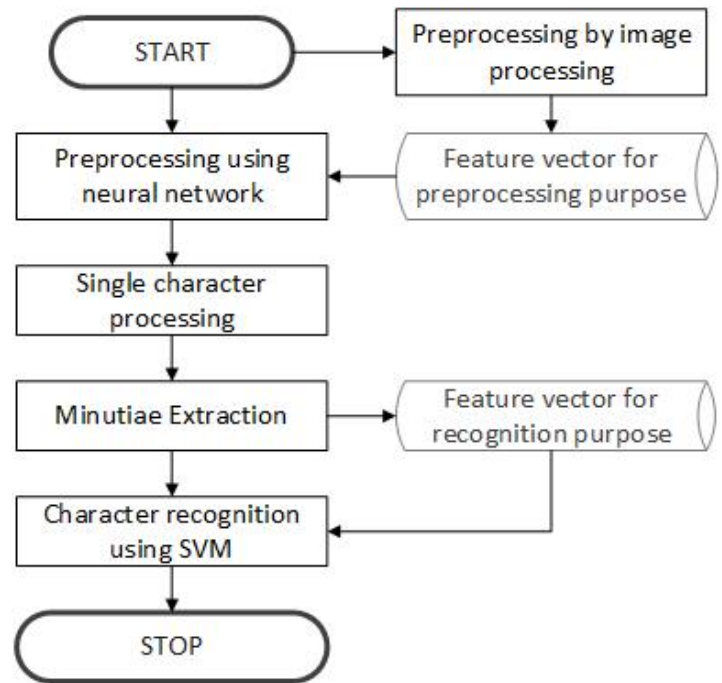 START
Preprocessing by image
processing
Preprocessing using
neural network
Feature vector for
preprocessing purpose
Single character
processing
Minutiae Extraction
Feature vector for
recognition purpose
Character recognition
using SVM
STOP